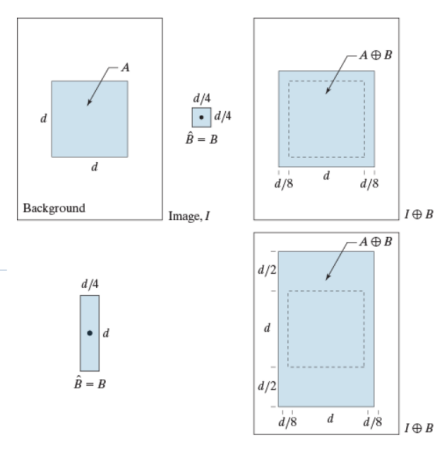 A
d
d
Background
Image, I
d/4
d/4
B̂ = B
A ⊕ B
d/8
d
d/8
I ⊕ B
d/4
d
B̂ = B
A ⊕ B
d/2
d
d/2
d/8
d
d/8
I ⊕ B